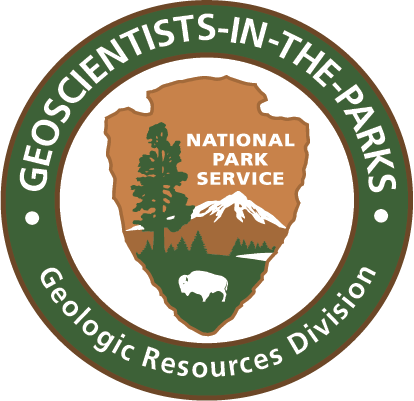 GEOSCIENTISTS-IN-THE-PARKS
NATIONAL
PARK
SERVICE
Geologic Resources Division